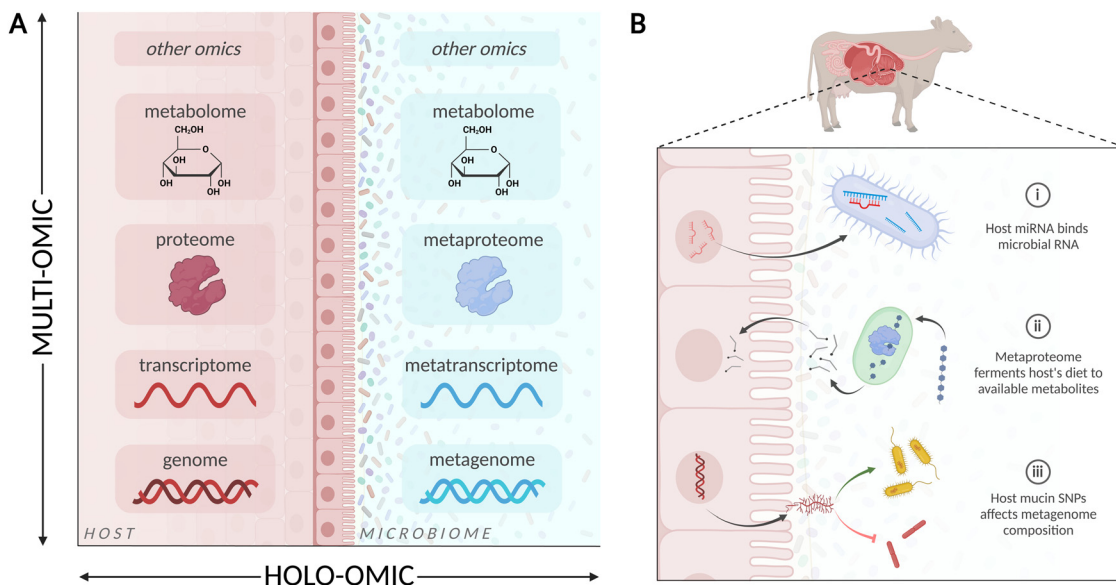 A
MULTI-OMIC
other omics
metabolome
CH₂OH
O
OH
OH
OH
OH
proteome
transcriptome
genome
HOST
other omics
metabolome
CH₂OH
O
OH
OH
OH
OH
metaproteome
metatranscriptome
metagenome
MICROBIOME
HOLO-OMIC
B
i
Host miRNA binds
microbial RNA
ii
Metaproteome
ferments host's diet to
available metabolites
iii
Host mucin SNPs
affects metagenome
composition